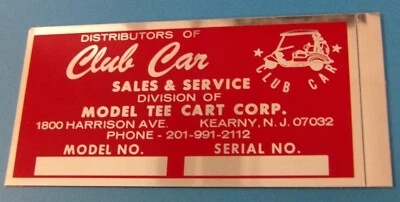 DISTRIBUTORS OF
Club Car
CLUB CAR
SALES & SERVICE
DIVISION OF
MODEL TEE CART CORP.
1800 HARRISON AVE. KEARNY, N. J. 07032
PHONE - 201-991-2112
MODEL NO. SERIAL NO.